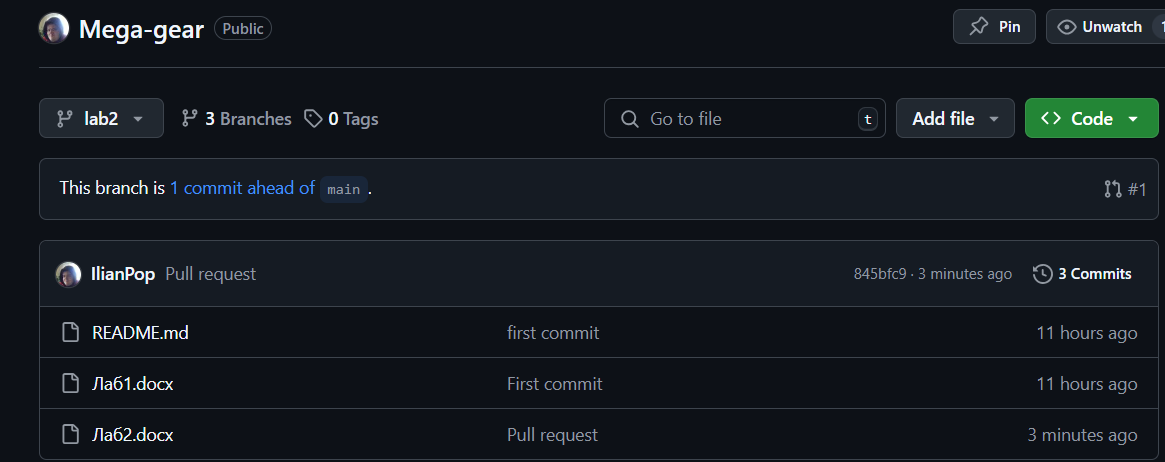 Mega-gear Public Pin Unwatch 1
lab2 3 Branches 0 Tags Go to file t Add file Code
This branch is 1 commit ahead of main. #1
IlianPop Pull request 845bfc9 · 3 minutes ago 3 Commits
README.md first commit 11 hours ago
Лаб1.docx First commit 11 hours ago
Лаб2.docx Pull request 3 minutes ago